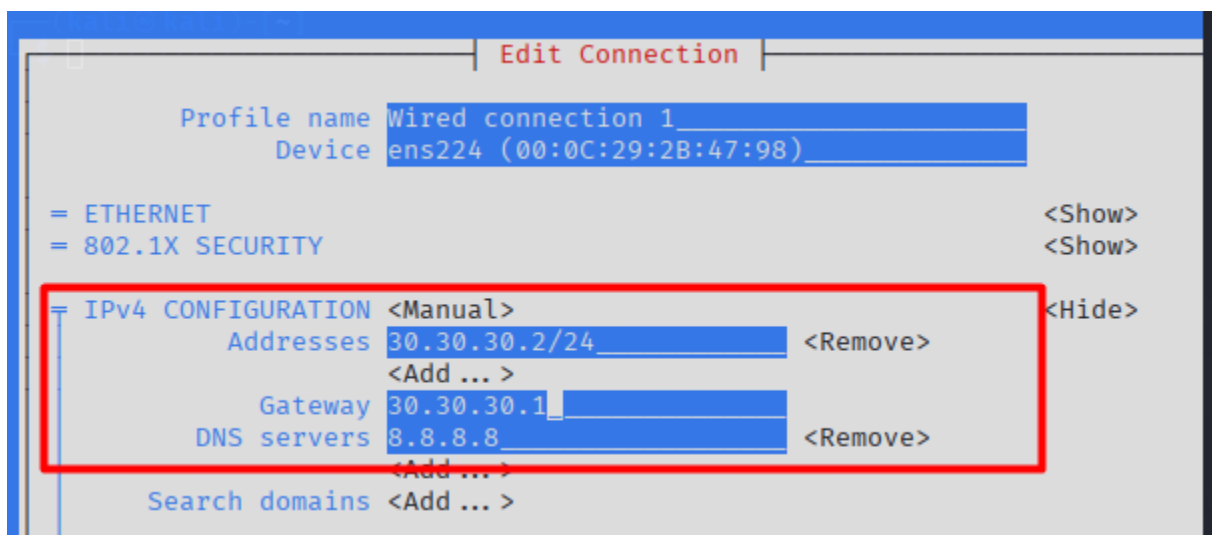 (kali㉿kali)-[~]
Edit Connection
Profile name Wired connection 1
Device ens224 (00:0C:29:2B:47:98)
= ETHERNET <Show>
= 802.1X SECURITY <Show>
╤ IPv4 CONFIGURATION <Manual> <Hide>
Addresses 30.30.30.2/24 <Remove>
<Add...>
Gateway 30.30.30.1
DNS servers 8.8.8.8 <Remove>
<Add...>
Search domains <Add...>